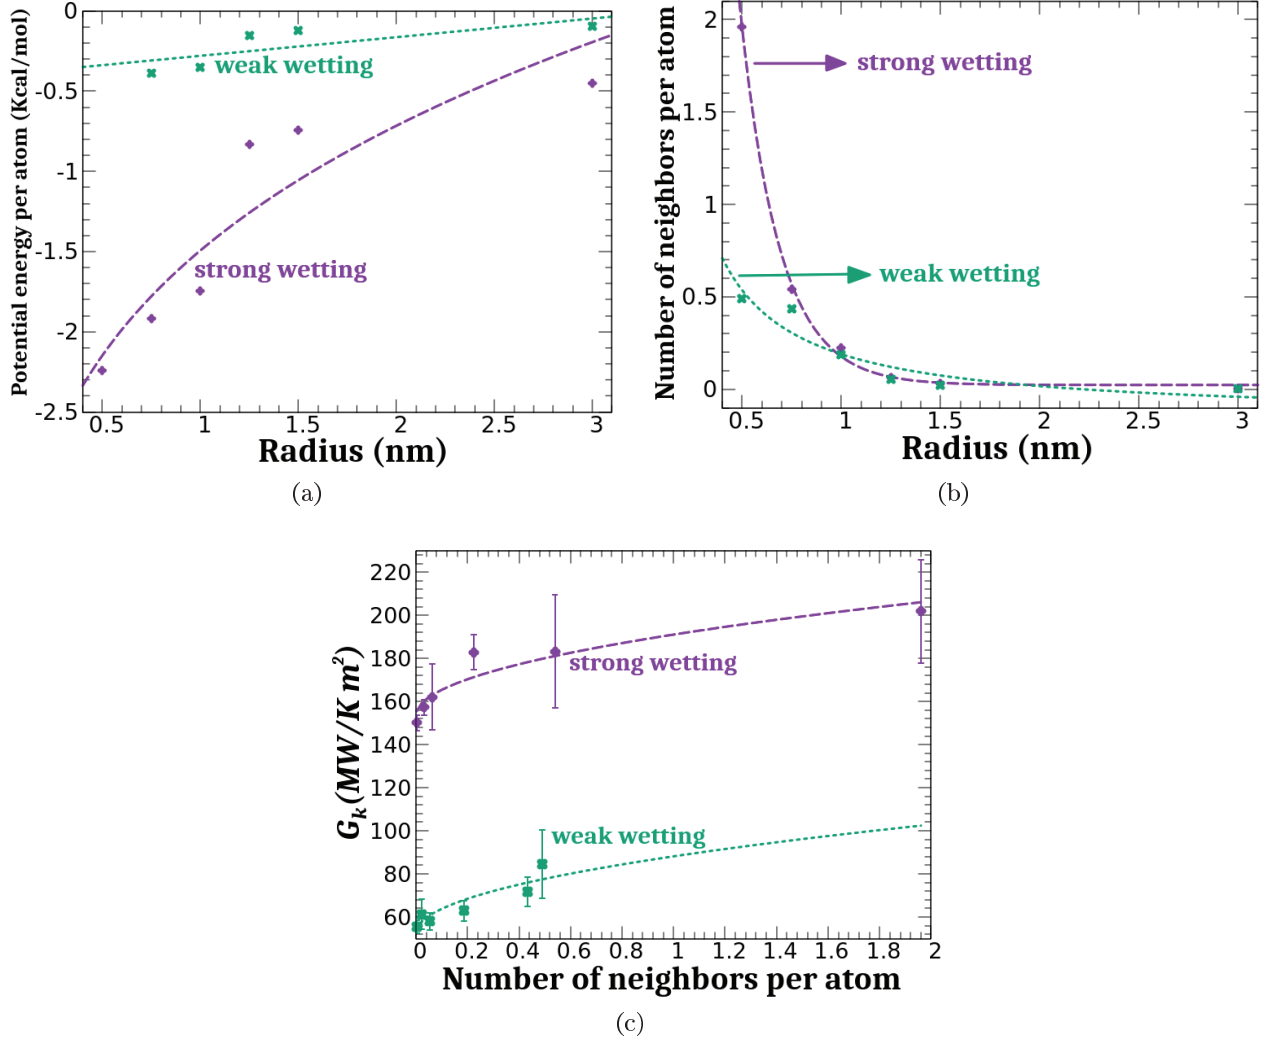 Potential energy per atom (Kcal/mol)
0
-0.5
-1
-1.5
-2
-2.5
weak wetting
strong wetting
0.5 1 1.5 2 2.5 3
Radius (nm)
(a)
Number of neighbors per atom
2
1.5
1
0.5
0
strong wetting
weak wetting
0.5 1 1.5 2 2.5 3
Radius (nm)
(b)
G_k (MW/K m²)
220
200
180
160
140
120
100
80
60
strong wetting
weak wetting
0 0.2 0.4 0.6 0.8 1 1.2 1.4 1.6 1.8 2
Number of neighbors per atom
(c)